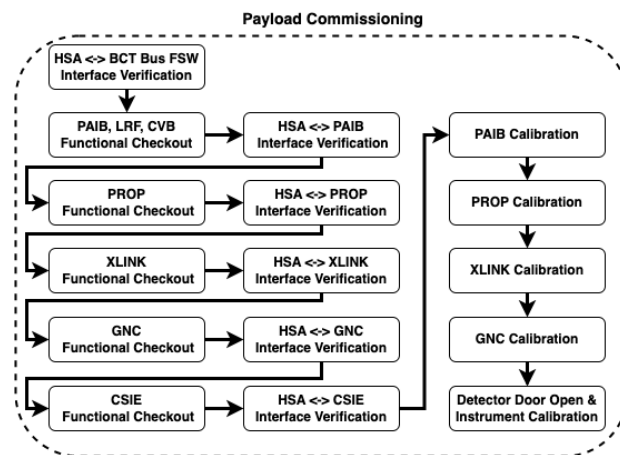 Payload Commissioning
HSA <-> BCT Bus FSW
Interface Verification
PAIB, LRF, CVB
Functional Checkout
HSA <-> PAIB
Interface Verification
PROP
Functional Checkout
HSA <-> PROP
Interface Verification
XLINK
Functional Checkout
HSA <-> XLINK
Interface Verification
GNC
Functional Checkout
HSA <-> GNC
Interface Verification
CSIE
Functional Checkout
HSA <-> CSIE
Interface Verification
PAIB Calibration
PROP Calibration
XLINK Calibration
GNC Calibration
Detector Door Open &
Instrument Calibration